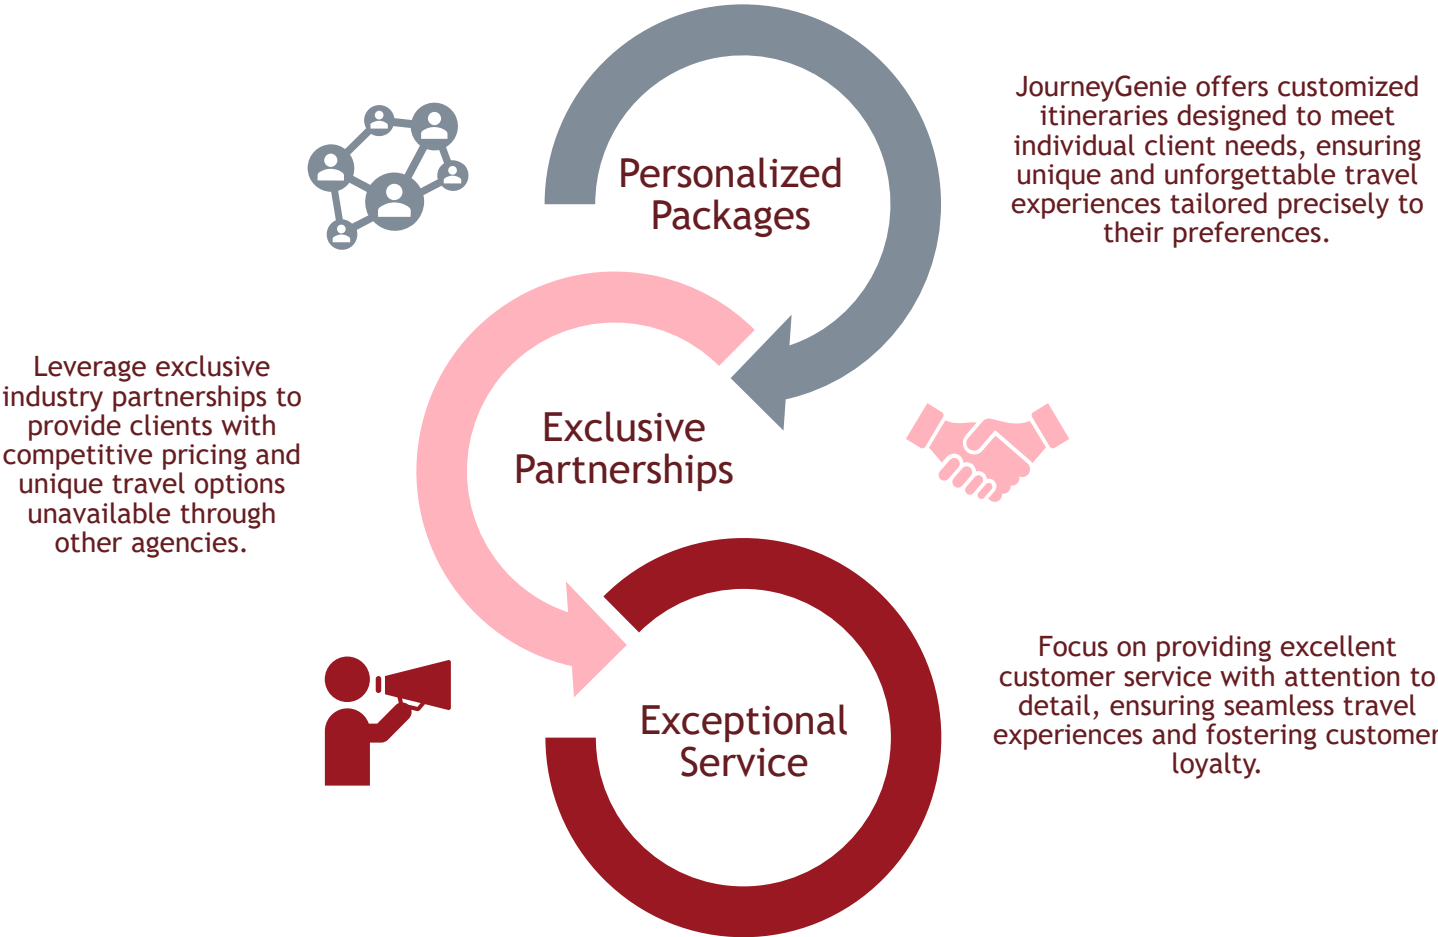 Personalized
Packages
JourneyGenie offers customized
itineraries designed to meet
individual client needs, ensuring
unique and unforgettable travel
experiences tailored precisely to
their preferences.
Leverage exclusive
industry partnerships to
provide clients with
competitive pricing and
unique travel options
unavailable through
other agencies.
Exclusive
Partnerships
Exceptional
Service
Focus on providing excellent
customer service with attention to
detail, ensuring seamless travel
experiences and fostering customer
loyalty.